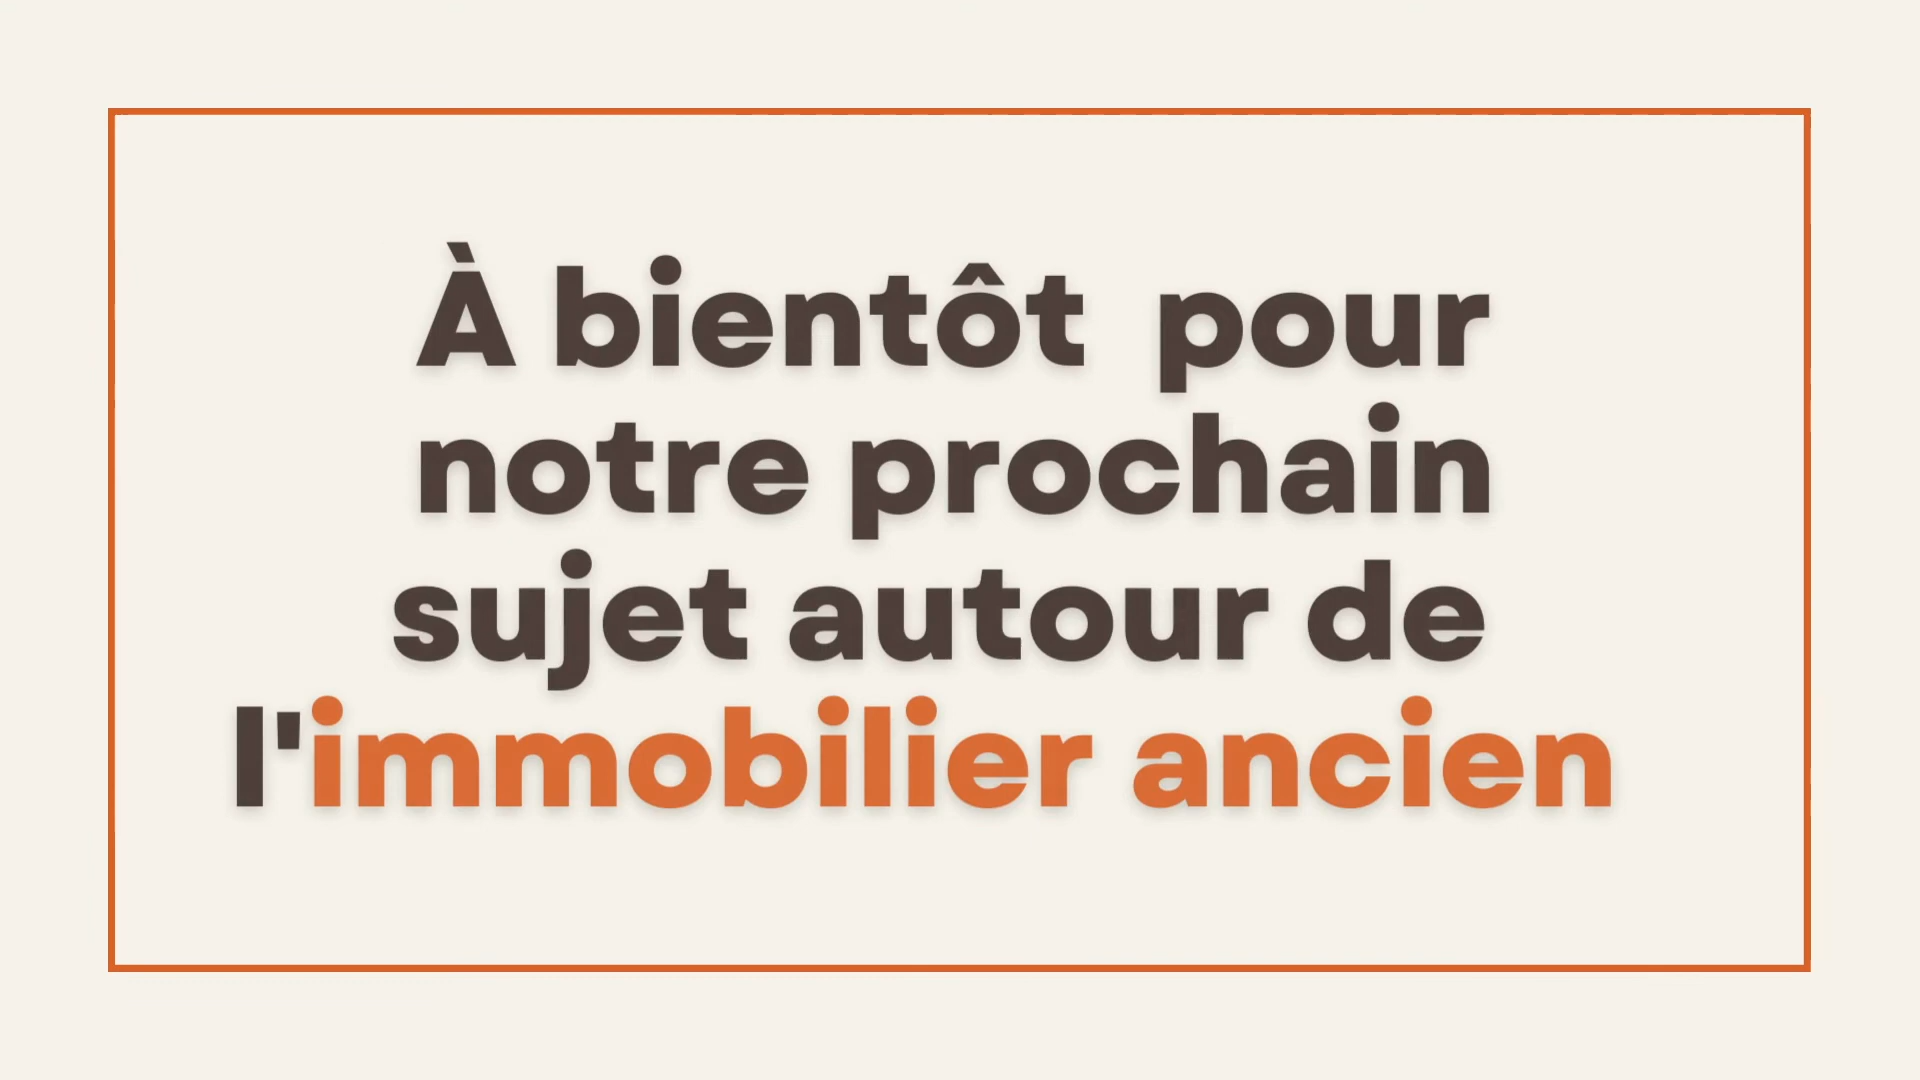 À bientôt  pour
notre prochain
sujet autour de
l'immobilier ancien